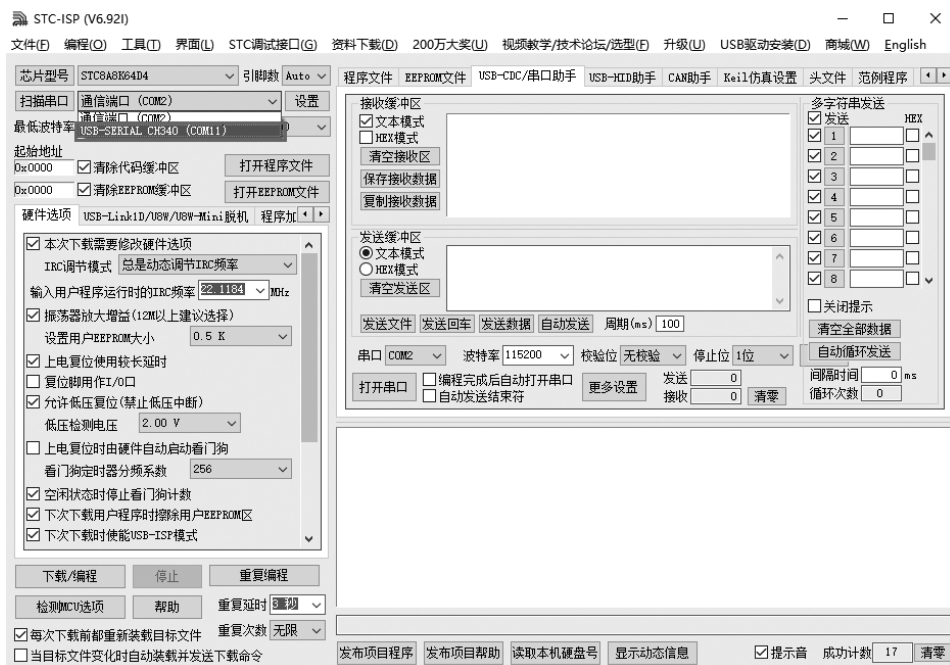 STC-ISP (V6.92I)
文件(F) 编程(O) 工具(T) 界面(L) STC调试接口(G) 资料下载(D) 200万大奖(U) 视频教学/技术论坛/选型(F) 升级(U) USB驱动安装(D) 商城(W) English
芯片型号 STC8A8K64D4 引脚数 Auto
扫描串口 通信端口 (COM2) 设置
通信端口 (COM2)
最低波特率
USB-SERIAL CH340 (COM11)
起始地址
0x0000 清除代码缓冲区 打开程序文件
0x0000 清除EEPROM缓冲区 打开EEPROM文件
硬件选项 USB-Link1D/U8W/U8W-Mini脱机 程序加
本次下载需要修改硬件选项
IRC调节模式 总是动态调节IRC频率
输入用户程序运行时的IRC频率 22.1184 MHz
振荡器放大增益(12M以上建议选择)
设置用户EEPROM大小 0.5 K
上电复位使用较长延时
复位脚用作I/O口
允许低压复位(禁止低压中断)
低压检测电压 2.00 V
上电复位时由硬件自动启动看门狗
看门狗定时器分频系数 256
空闲状态时停止看门狗计数
下次下载用户程序时擦除用户EEPROM区
下次下载时使能USB-ISP模式
下载/编程 停止 重复编程
检测MCU选项 帮助 重复延时 3 秒
每次下载前都重新装载目标文件 重复次数 无限
当目标文件变化时自动装载并发送下载命令
程序文件 EEPROM文件 USB-CDC/串口助手 USB-HID助手 CAN助手 Keil仿真设置 头文件 范例程序
接收缓冲区
文本模式
HEX模式
清空接收区
保存接收数据
复制接收数据
发送缓冲区
文本模式
HEX模式
清空发送区
发送文件 发送回车 发送数据 自动发送 周期(ms) 100
串口 COM2 波特率 115200 校验位 无校验 停止位 1位
打开串口 编程完成后自动打开串口 更多设置 发送 0
自动发送结束符 接收 0 清零
多字符串发送
发送 HEX
1
2
3
4
5
6
7
8
关闭提示
清空全部数据
自动循环发送
间隔时间 0 ms
循环次数 0
发布项目程序 发布项目帮助 读取本机硬盘号 显示动态信息 提示音 成功计数 17 清零